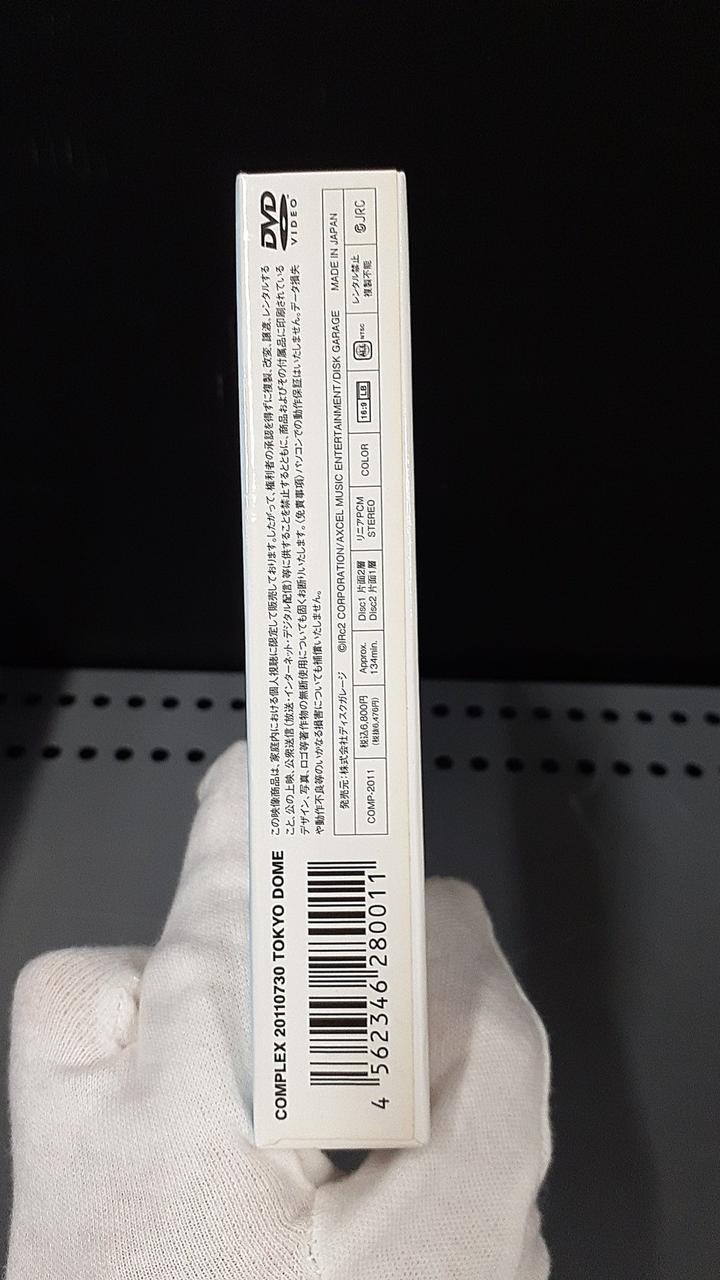 COMPLEX 20110730 TOKYO DOME
4 562346 280011
この映像商品は、家庭内における個人視聴に限定して販売しております。したがって、権利者の承認を得ずに複製、改変、譲渡、レンタルする
こと、公の上映、公衆送信(放送・インターネット・デジタル配信)等に供することを禁止するとともに、商品およびその付属品に印刷されている
デザイン、写真、ロゴ等著作物の無断使用についても固くお断りいたします。〈免責事項〉パソコンでの動作保証はいたしません。データ損失
や動作不良等のいかなる損害についても補償いたしません。
発売元:株式会社ディスクガレージ ©IRc2 CORPORATION/AXCEL MUSIC ENTERTAINMENT/DISK GARAGE MADE IN JAPAN
COMP-2011
税込6,800円
(税抜6,476円)
Approx.
134min.
Disc1 片面2層
Disc2 片面1層
リニアPCM
STEREO
COLOR
16:9 LB
ALL NTSC
レンタル禁止
複製不能
JRC
DVD
VIDEO